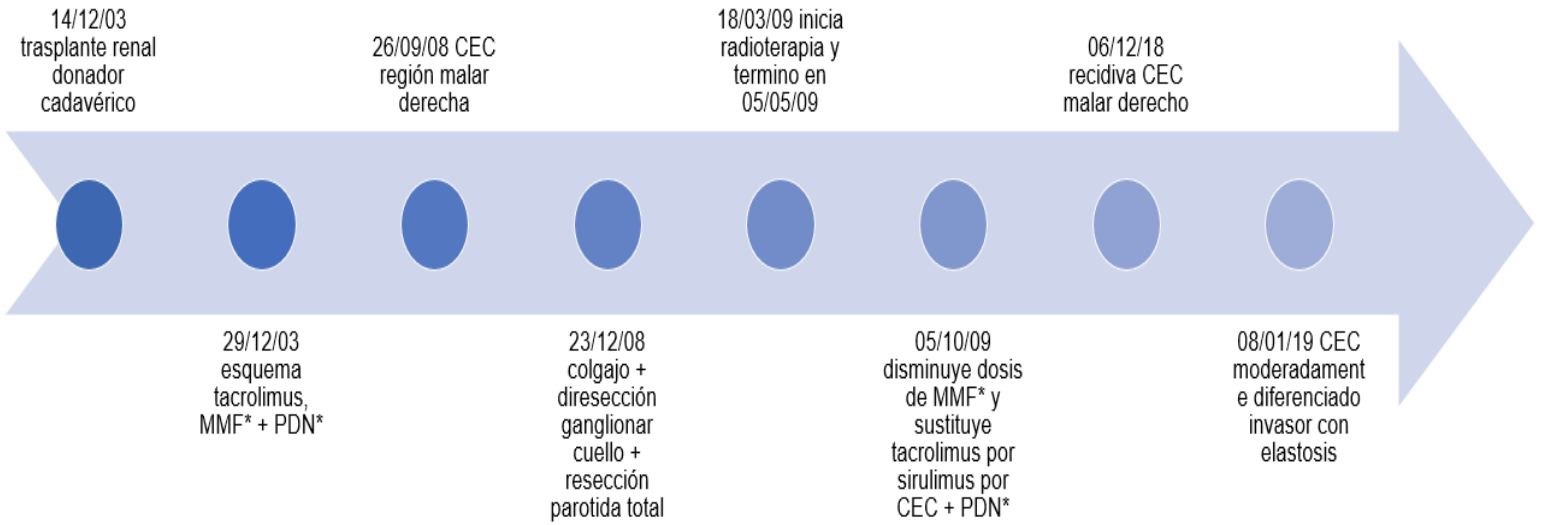 14/12/03
trasplante renal
donador
cadavérico
29/12/03
esquema
tacrolimus,
MMF* + PDN*
26/09/08 CEC
región malar
derecha
23/12/08
colgajo +
diresección
ganglionar
cuello +
resección
parotida total
18/03/09 inicia
radioterapia y
termino en
05/05/09
05/10/09
disminuye dosis
de MMF* y
sustituye
tacrolimus por
sirulimus por
CEC + PDN*
06/12/18
recidiva CEC
malar derecho
08/01/19 CEC
moderadament
e diferenciado
invasor con
elastosis